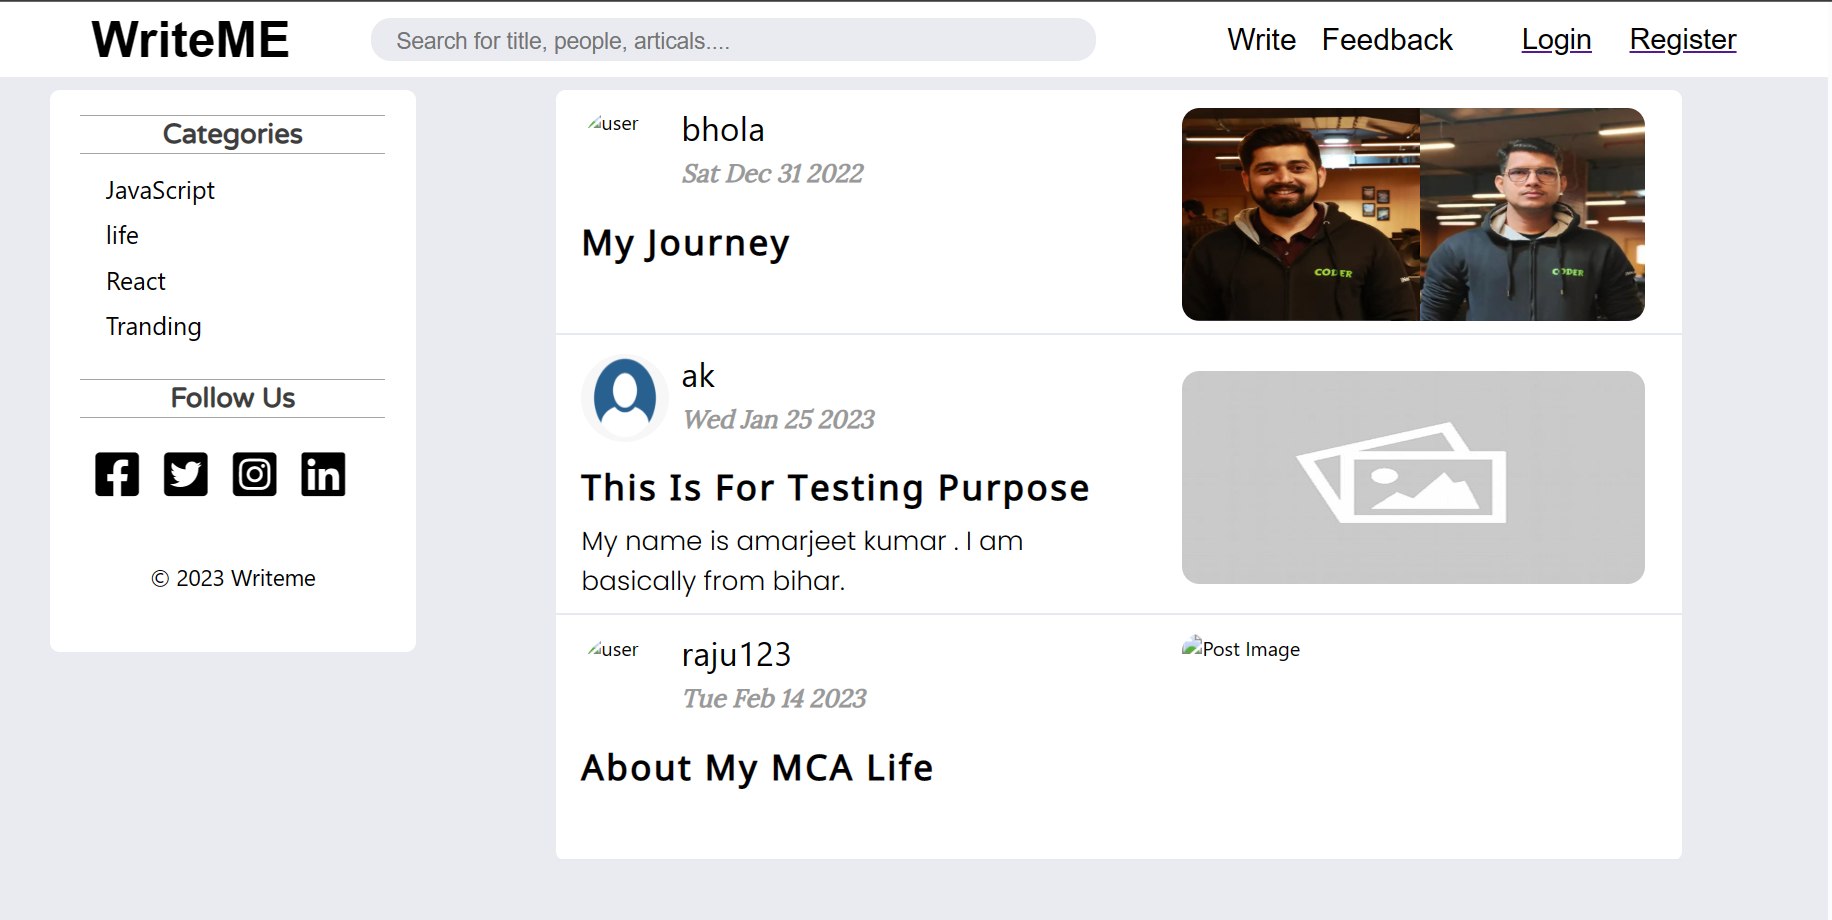 WriteME
Search for title, people, articals....
Write
Feedback
Login
Register
Categories
JavaScript
life
React
Tranding
Follow Us
© 2023 Writeme
user
bhola
Sat Dec 31 2022
My Journey
CODER
CODER
user
ak
Wed Jan 25 2023
This Is For Testing Purpose
My name is amarjeet kumar . I am
basically from bihar.
user
raju123
Tue Feb 14 2023
About My MCA Life
Post Image